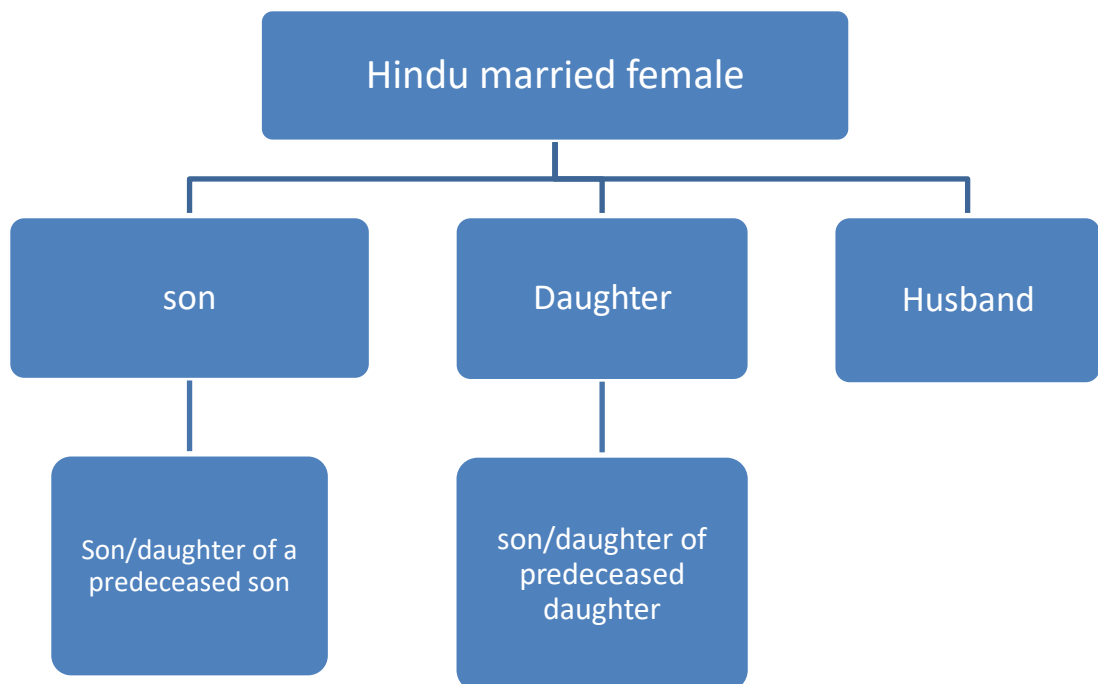 Hindu married female
son
Daughter
Husband
Son/daughter of a
predeceased son
son/daughter of
predeceased
daughter